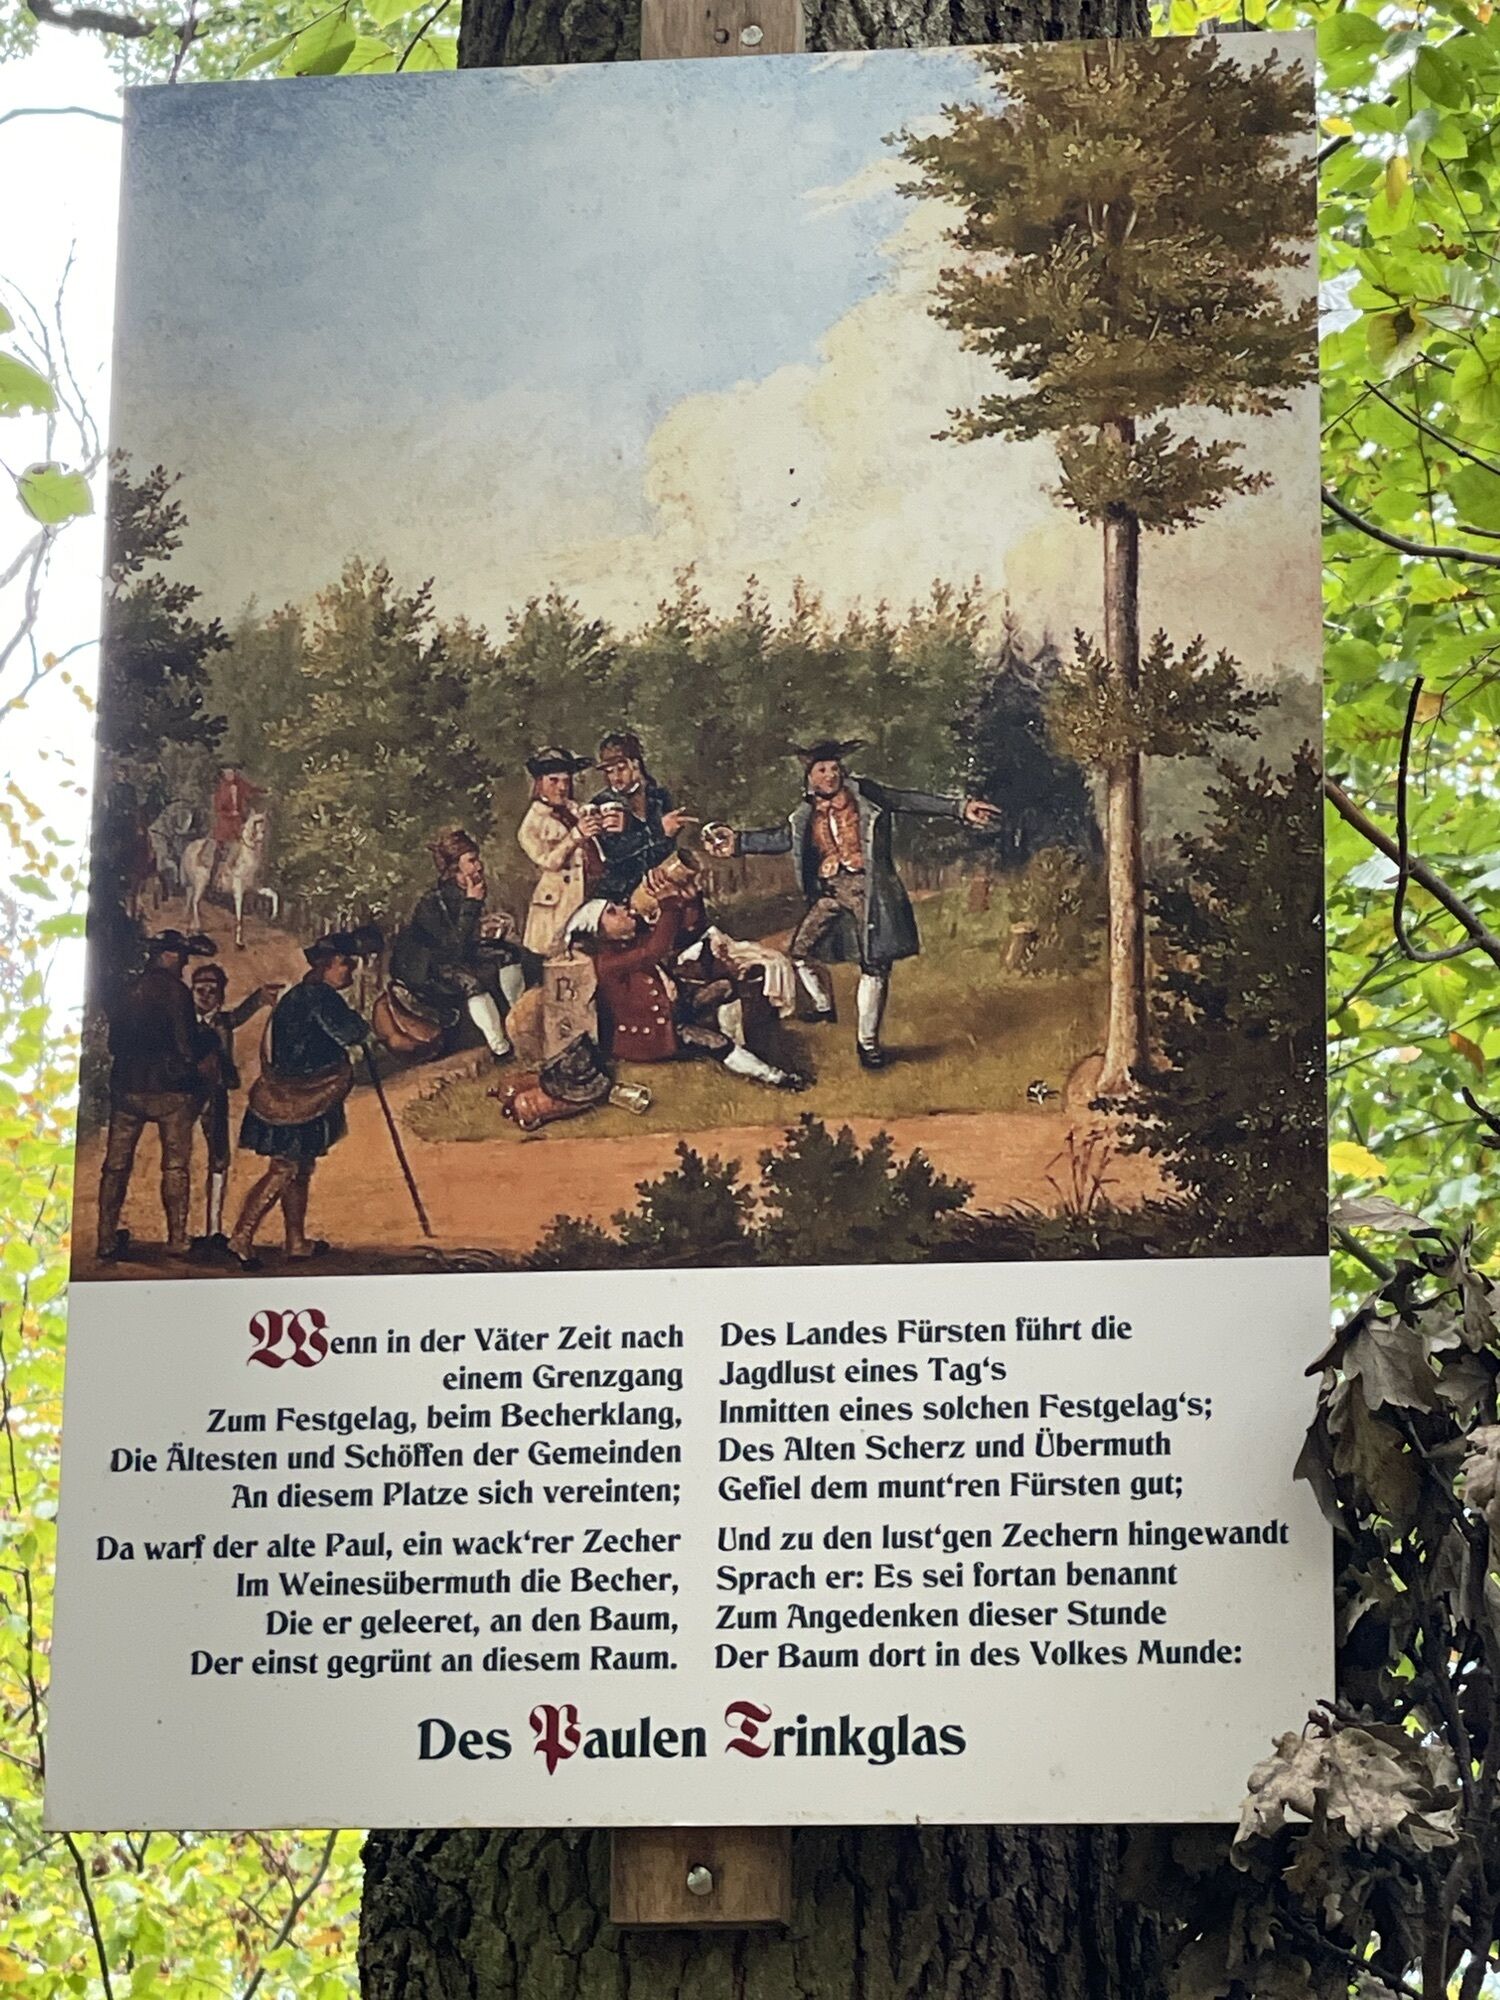 B
S
Wenn in der Väter Zeit nach
einem Grenzgang
Zum Festgelag, beim Becherklang,
Die Ältesten und Schöffen der Gemeinden
An diesem Platze sich vereinten;
Da warf der alte Paul, ein wack‘rer Zecher
Im Weinesübermuth die Becher,
Die er geleeret, an den Baum,
Der einst gegrünt an diesem Raum.
Des Landes Fürsten führt die
Jagdlust eines Tag‘s
Inmitten eines solchen Festgelag‘s;
Des Alten Scherz und Übermuth
Gefiel dem munt‘ren Fürsten gut;
Und zu den lust‘gen Zechern hingewandt
Sprach er: Es sei fortan benannt
Zum Angedenken dieser Stunde
Der Baum dort in des Volkes Munde:
Des Paulen Trinkglas